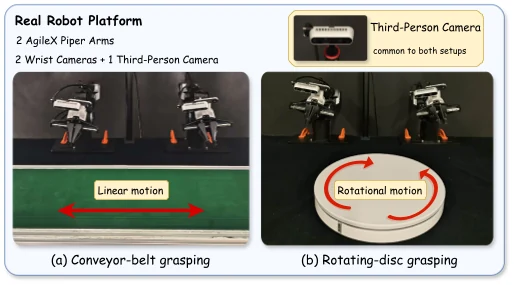 Real Robot Platform
2 AgileX Piper Arms
2 Wrist Cameras + 1 Third-Person Camera
Third-Person Camera
common to both setups
Linear motion
Rotational motion
(a) Conveyor-belt grasping
(b) Rotating-disc grasping